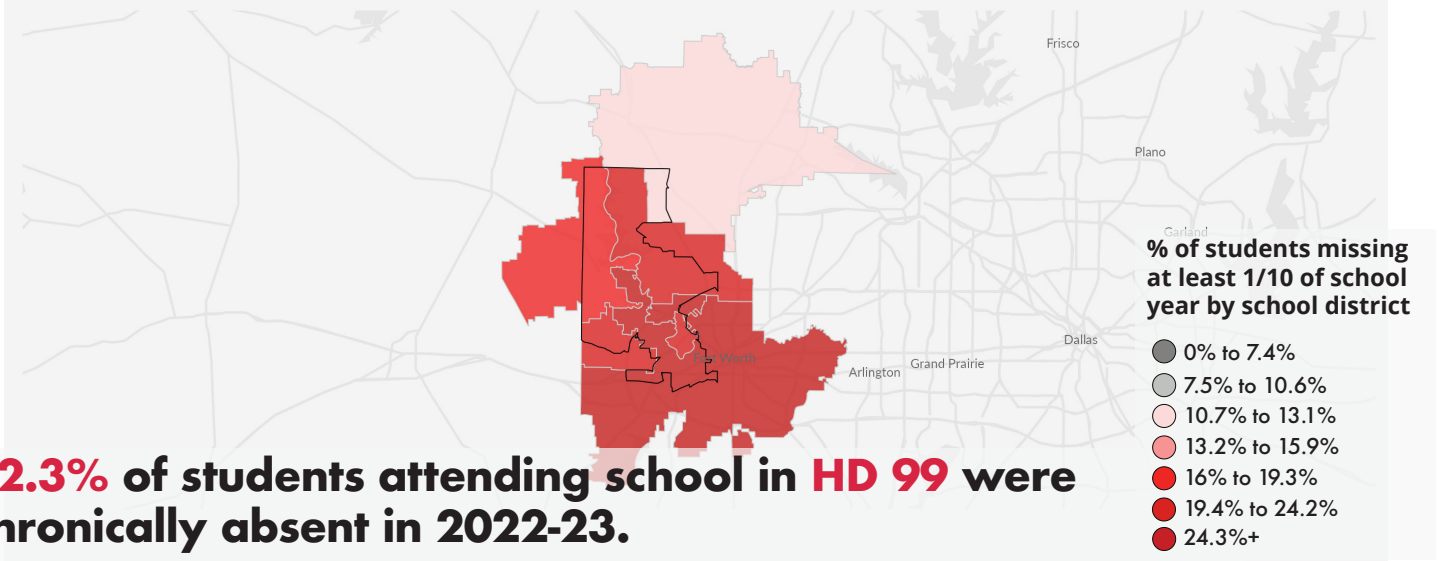 Frisco
Plano
Garland
% of students missing
at least 1/10 of school
year by school district
Dallas
Fort Worth
Arlington
Grand Prairie
0% to 7.4%
7.5% to 10.6%
10.7% to 13.1%
13.2% to 15.9%
16% to 19.3%
19.4% to 24.2%
24.3%+
2.3% of students attending school in HD 99 were
hronically absent in 2022-23.